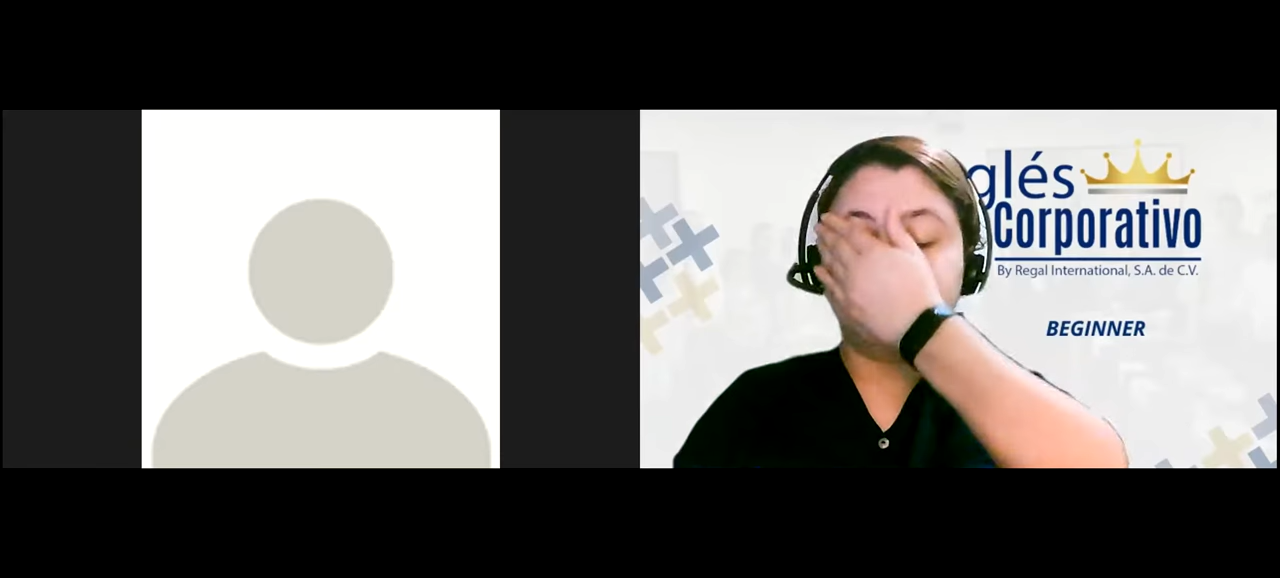 glés
Corporativo
By Regal International, S.A. de C.V.
BEGINNER